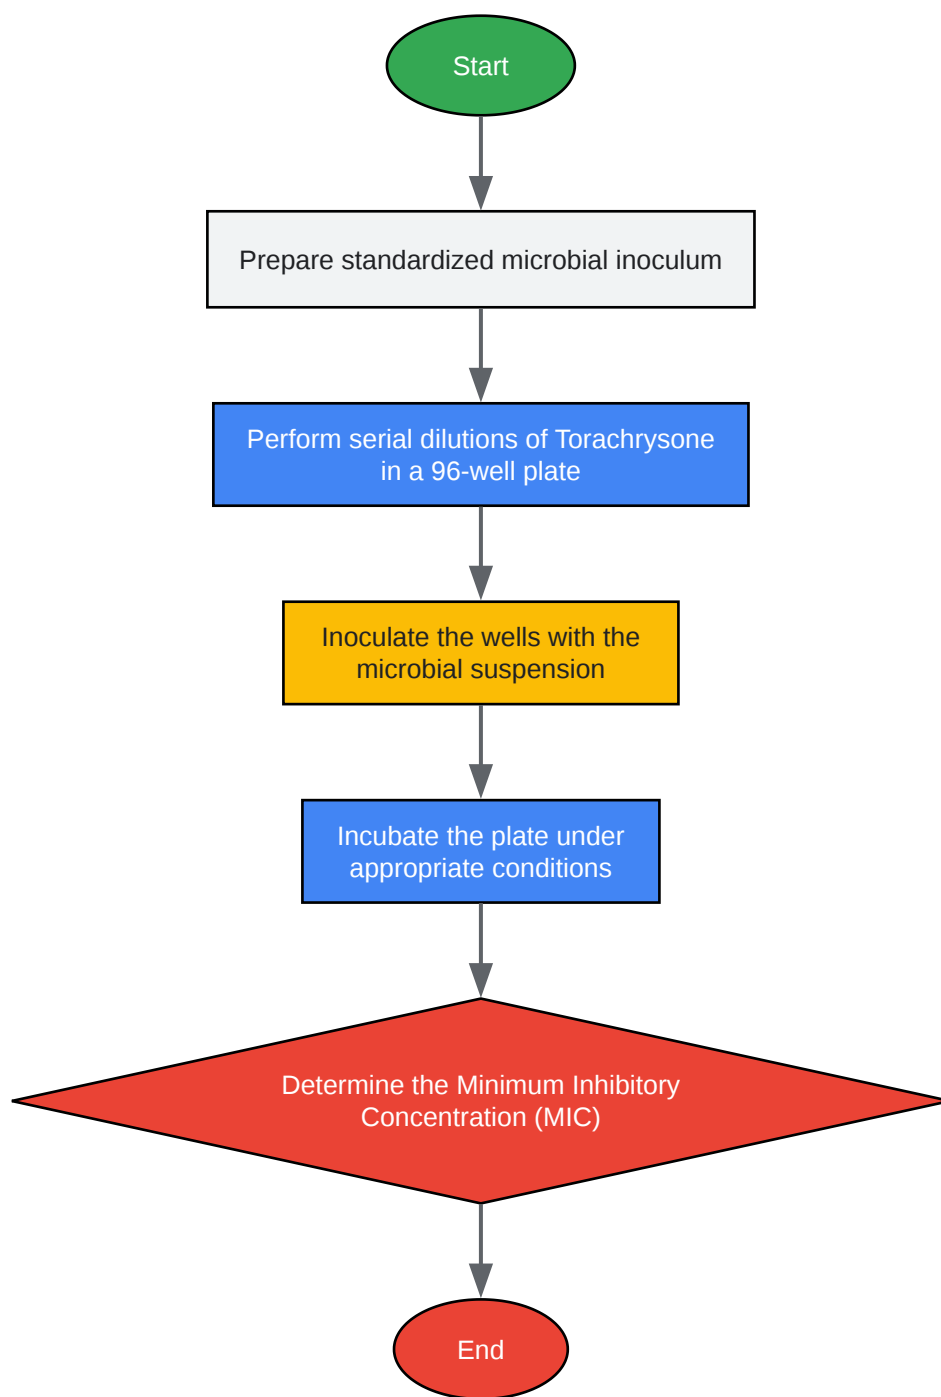 Start
Prepare standardized microbial inoculum
Perform serial dilutions of Torachrysone
in a 96-well plate
Inoculate the wells with the
microbial suspension
Incubate the plate under
appropriate conditions
Determine the Minimum Inhibitory
Concentration (MIC)
End